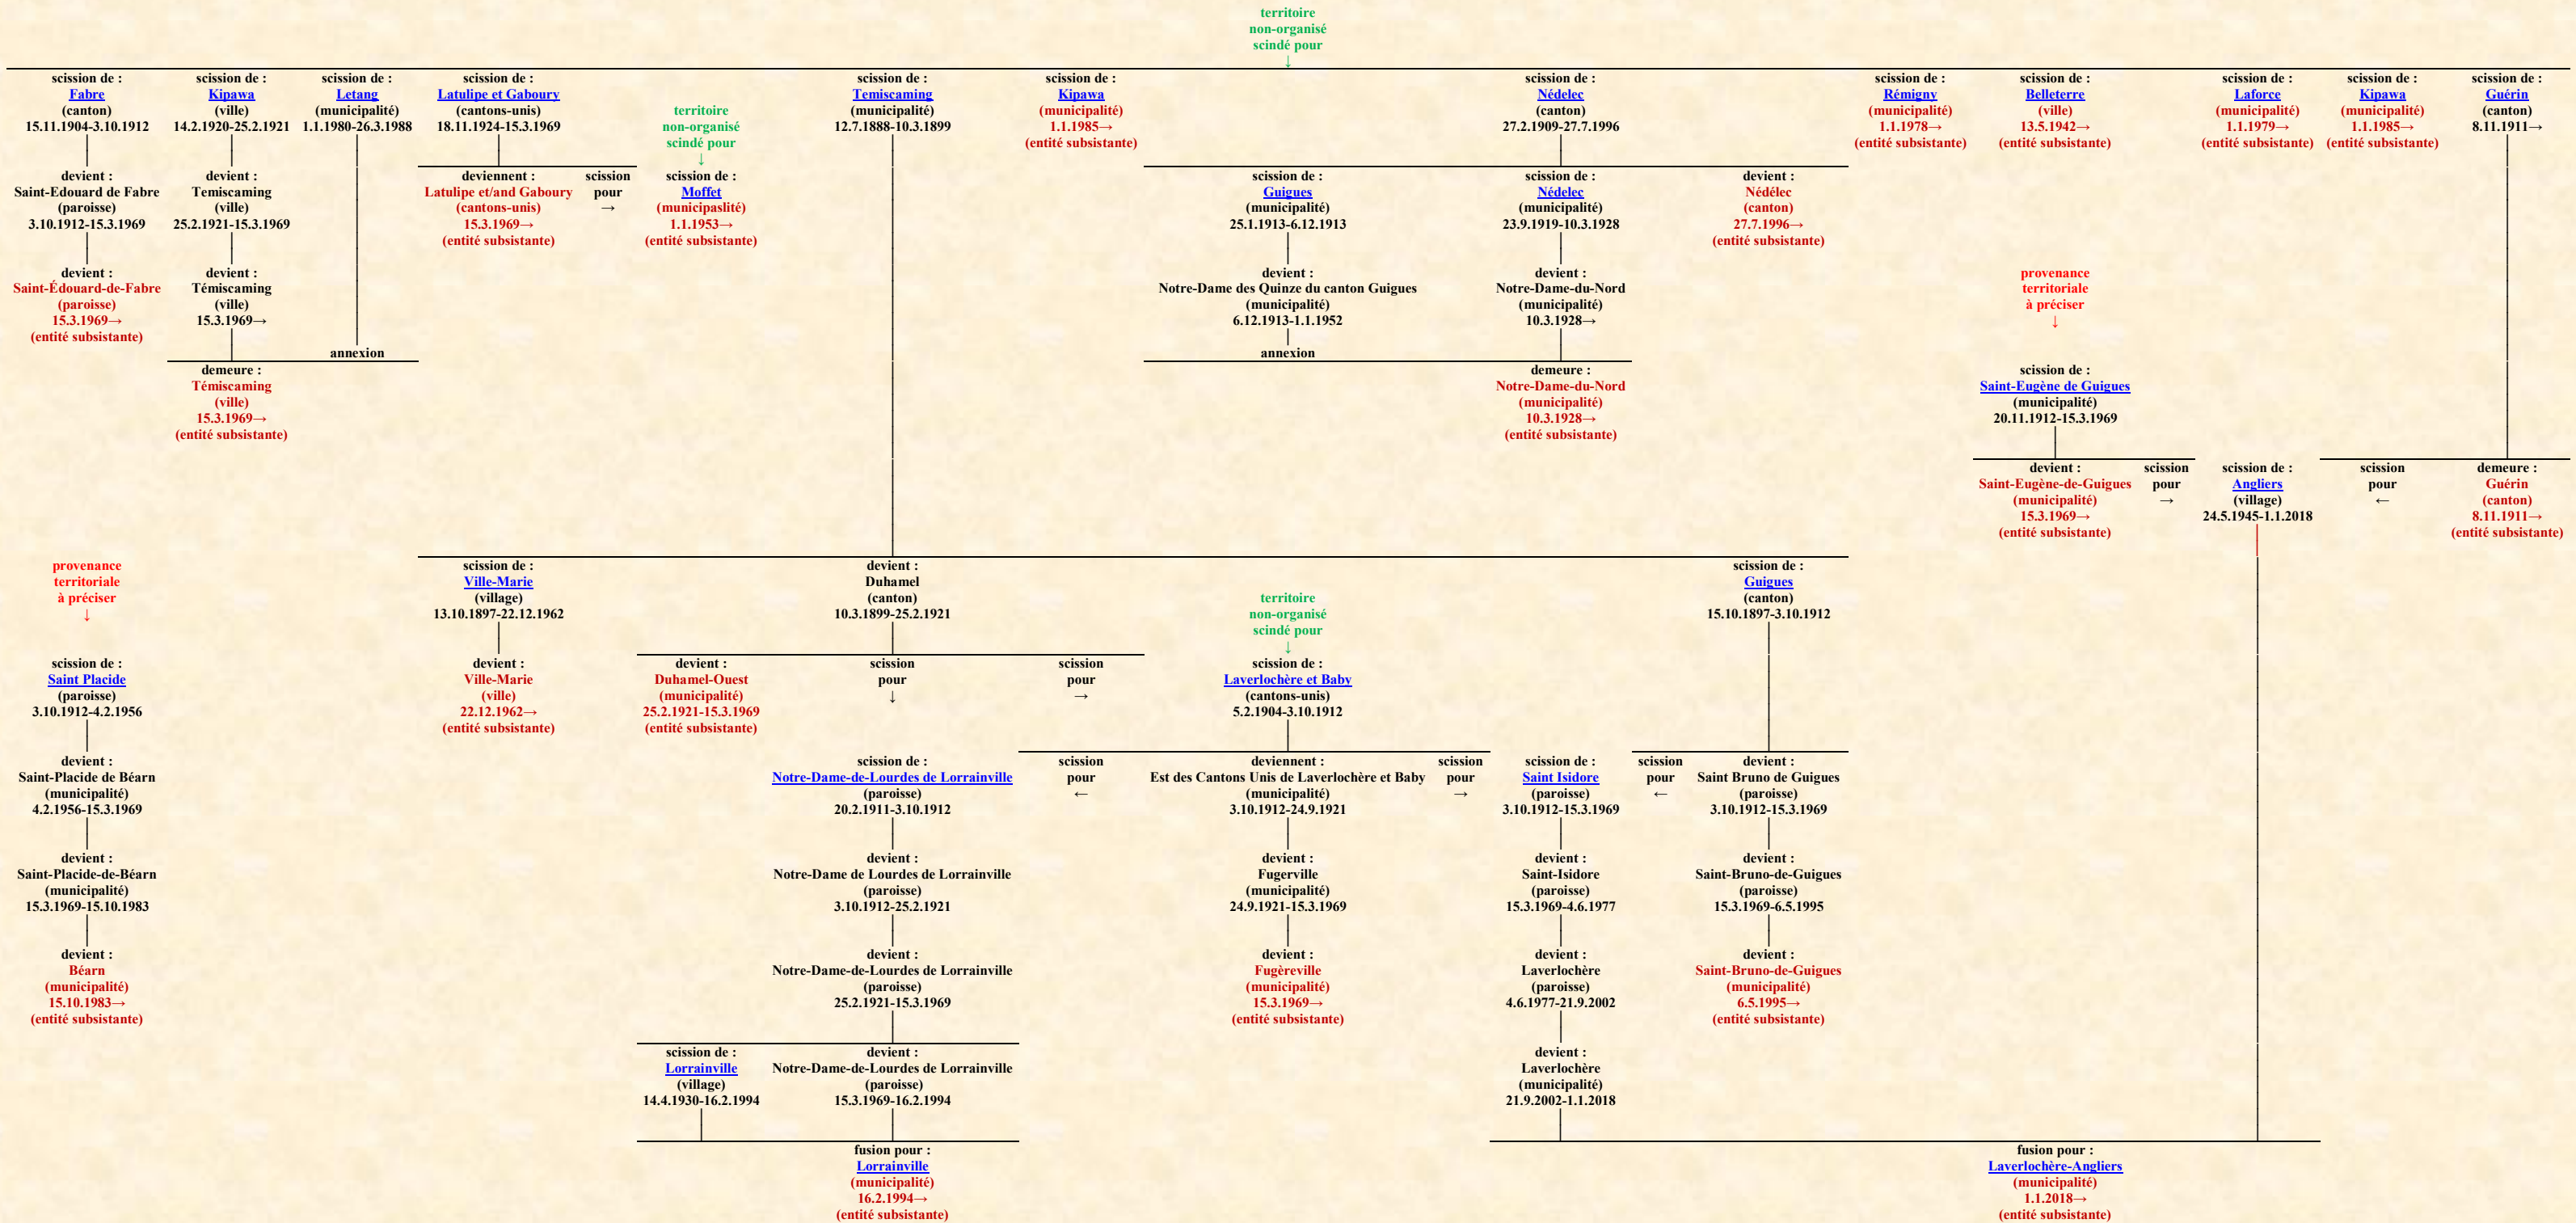 territoire
non-organisé
scindé pour
↓
scission de :
Fabre
(canton)
15.11.1904-3.10.1912
scission de :
Kipawa
(ville)
14.2.1920-25.2.1921
scission de :
Letang
(municipalité)
1.1.1980-26.3.1988
scission de :
Latulipe et Gaboury
(cantons-unis)
18.11.1924-15.3.1969
territoire
non-organisé
scindé pour
↓
scission de :
Temiscaming
(municipalité)
12.7.1888-10.3.1899
scission de :
Kipawa
(municipalité)
1.1.1985→
(entité subsistante)
scission de :
Nédelec
(canton)
27.2.1909-27.7.1996
scission de :
Rémigny
(municipalité)
1.1.1978→
(entité subsistante)
scission de :
Belleterre
(ville)
13.5.1942→
(entité subsistante)
scission de :
Laforce
(municipalité)
1.1.1979→
(entité subsistante)
scission de :
Kipawa
(municipalité)
1.1.1985→
(entité subsistante)
scission de :
Guérin
(canton)
8.11.1911→
devient :
Saint-Edouard de Fabre
(paroisse)
3.10.1912-15.3.1969
devient :
Temiscaming
(ville)
25.2.1921-15.3.1969
deviennent :
Latulipe et/and Gaboury
(cantons-unis)
15.3.1969→
(entité subsistante)
scission
pour
→
scission de :
Moffet
(municipaslité)
1.1.1953→
(entité subsistante)
scission de :
Guigues
(municipalité)
25.1.1913-6.12.1913
scission de :
Nédelec
(municipalité)
23.9.1919-10.3.1928
devient :
Nédélec
(canton)
27.7.1996→
(entité subsistante)
devient :
Saint-Édouard-de-Fabre
(paroisse)
15.3.1969→
(entité subsistante)
devient :
Témiscaming
(ville)
15.3.1969→
annexion
devient :
Notre-Dame des Quinze du canton Guigues
(municipalité)
6.12.1913-1.1.1952
annexion
devient :
Notre-Dame-du-Nord
(municipalité)
10.3.1928→
provenance
territoriale
à préciser
↓
demeure :
Témiscaming
(ville)
15.3.1969→
(entité subsistante)
demeure :
Notre-Dame-du-Nord
(municipalité)
10.3.1928→
(entité subsistante)
scission de :
Saint-Eugène de Guigues
(municipalité)
20.11.1912-15.3.1969
devient :
Saint-Eugène-de-Guigues
(municipalité)
15.3.1969→
(entité subsistante)
scission
pour
→
scission de :
Angliers
(village)
24.5.1945-1.1.2018
scission
pour
←
demeure :
Guérin
(canton)
8.11.1911→
(entité subsistante)
provenance
territoriale
à préciser
↓
scission de :
Ville-Marie
(village)
13.10.1897-22.12.1962
devient :
Duhamel
(canton)
10.3.1899-25.2.1921
territoire
non-organisé
scindé pour
↓
scission de :
Guigues
(canton)
15.10.1897-3.10.1912
scission de :
Saint Placide
(paroisse)
3.10.1912-4.2.1956
devient :
Ville-Marie
(ville)
22.12.1962→
(entité subsistante)
devient :
Duhamel-Ouest
(municipalité)
25.2.1921-15.3.1969
(entité subsistante)
scission
pour
↓
scission
pour
→
scission de :
Laverlochère et Baby
(cantons-unis)
5.2.1904-3.10.1912
devient :
Saint-Placide de Béarn
(municipalité)
4.2.1956-15.3.1969
scission de :
Notre-Dame-de-Lourdes de Lorrainville
(paroisse)
20.2.1911-3.10.1912
scission
pour
←
deviennent :
Est des Cantons Unis de Laverlochère et Baby
(municipalité)
3.10.1912-24.9.1921
scission
pour
→
scission de :
Saint Isidore
(paroisse)
3.10.1912-15.3.1969
scission
pour
←
devient :
Saint Bruno de Guigues
(paroisse)
3.10.1912-15.3.1969
devient :
Saint-Placide-de-Béarn
(municipalité)
15.3.1969-15.10.1983
devient :
Notre-Dame de Lourdes de Lorrainville
(paroisse)
3.10.1912-25.2.1921
devient :
Fugerville
(municipalité)
24.9.1921-15.3.1969
devient :
Saint-Isidore
(paroisse)
15.3.1969-4.6.1977
devient :
Saint-Bruno-de-Guigues
(paroisse)
15.3.1969-6.5.1995
devient :
Béarn
(municipalité)
15.10.1983→
(entité subsistante)
devient :
Notre-Dame-de-Lourdes de Lorrainville
(paroisse)
25.2.1921-15.3.1969
devient :
Fugèreville
(municipalité)
15.3.1969→
(entité subsistante)
devient :
Laverlochère
(paroisse)
4.6.1977-21.9.2002
devient :
Saint-Bruno-de-Guigues
(municipalité)
6.5.1995→
(entité subsistante)
scission de :
Lorrainville
(village)
14.4.1930-16.2.1994
devient :
Notre-Dame-de-Lourdes de Lorrainville
(paroisse)
15.3.1969-16.2.1994
devient :
Laverlochère
(municipalité)
21.9.2002-1.1.2018
fusion pour :
Lorrainville
(municipalité)
16.2.1994→
(entité subsistante)
fusion pour :
Laverlochère-Angliers
(municipalité)
1.1.2018→
(entité subsistante)